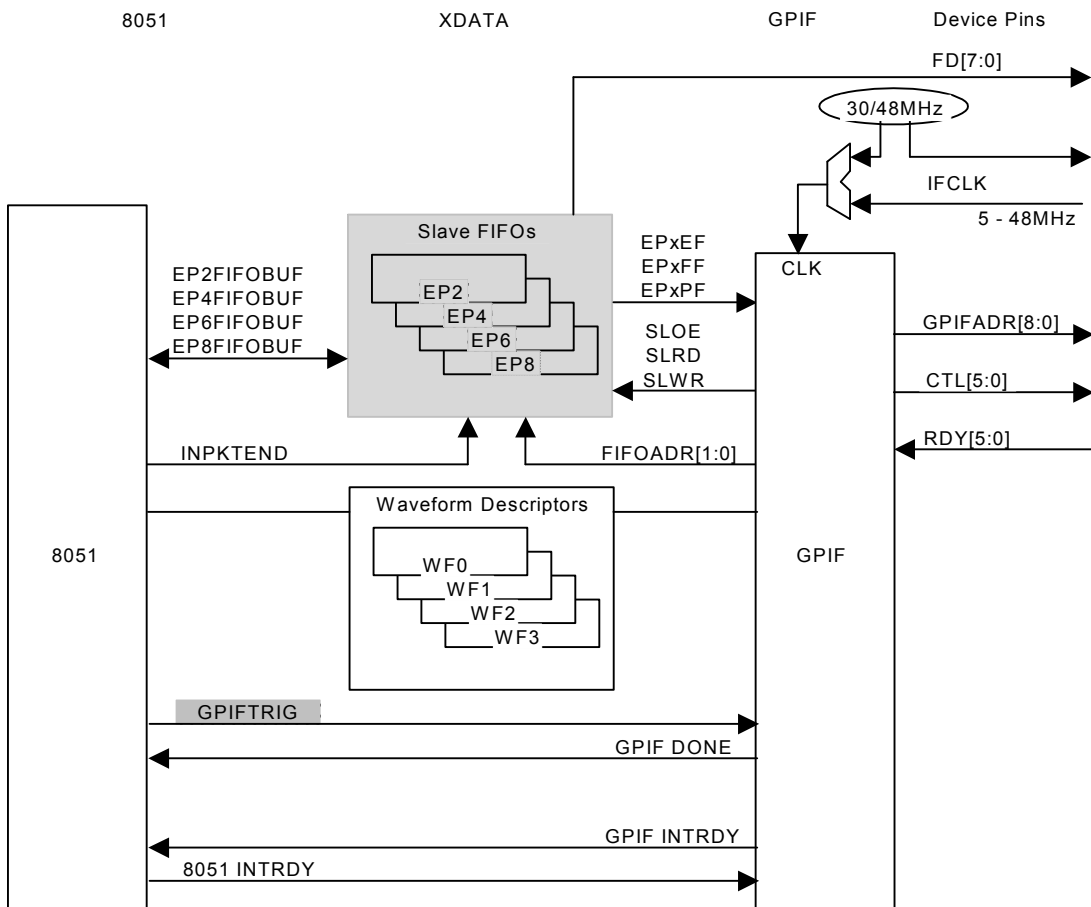 8051
XDATA
GPIF
Device Pins
FD[7:0]
30/48MHz
IFCLK
5 - 48MHz
Slave FIFOs
EP2
EP4
EP6
EP8
EP2FIFOBUF
EP4FIFOBUF
EP6FIFOBUF
EP8FIFOBUF
EPxEF
EPxFF
EPxPF
SLOE
SLRD
SLWR
CLK
GPIFADR[8:0]
CTL[5:0]
RDY[5:0]
INPKTEND
FIFOADR[1:0]
Waveform Descriptors
WF0
WF1
WF2
WF3
8051
GPIF
GPIFTRIG
GPIF DONE
GPIF INTRDY
8051 INTRDY